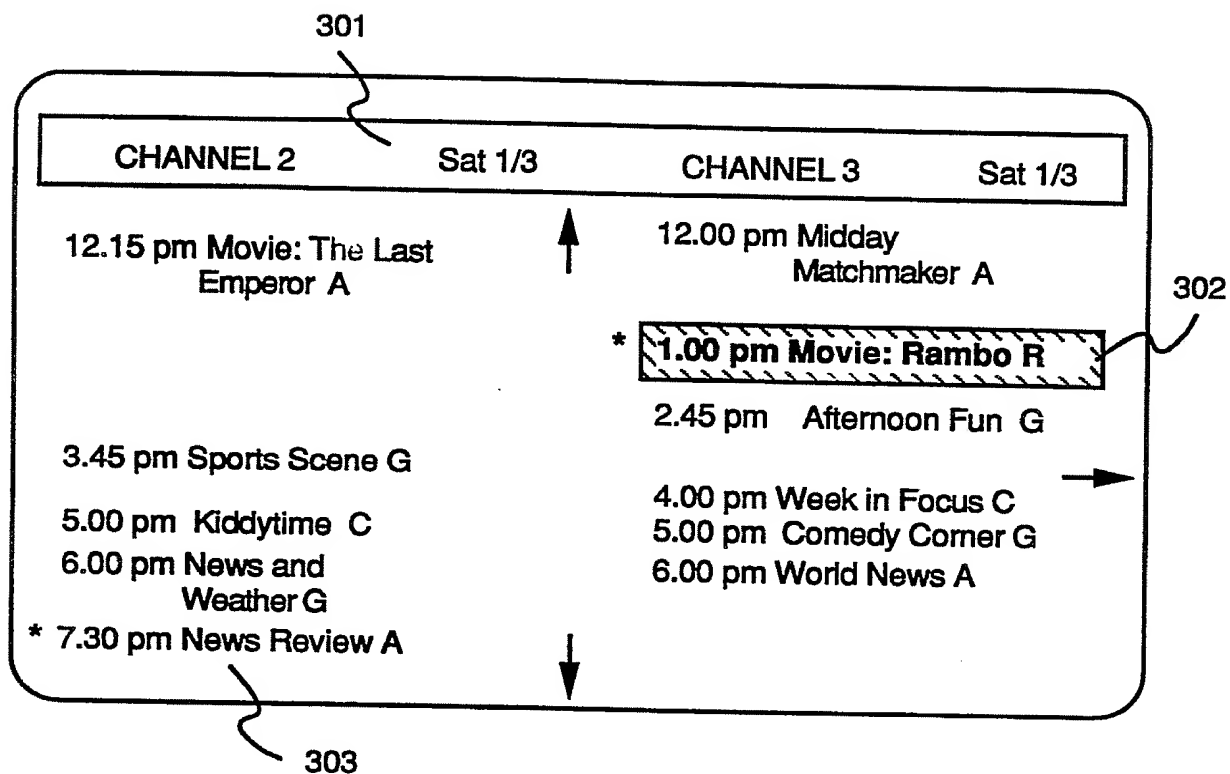 301
CHANNEL 2 Sat 1/3 CHANNEL 3 Sat 1/3
12.15 pm Movie: The Last
Emperor A
3.45 pm Sports Scene G
5.00 pm Kiddytime C
6.00 pm News and
Weather G
* 7.30 pm News Review A
12.00 pm Midday
Matchmaker A
302
* 1.00 pm Movie: Rambo R
2.45 pm Afternoon Fun G
4.00 pm Week in Focus C
5.00 pm Comedy Corner G
6.00 pm World News A
303